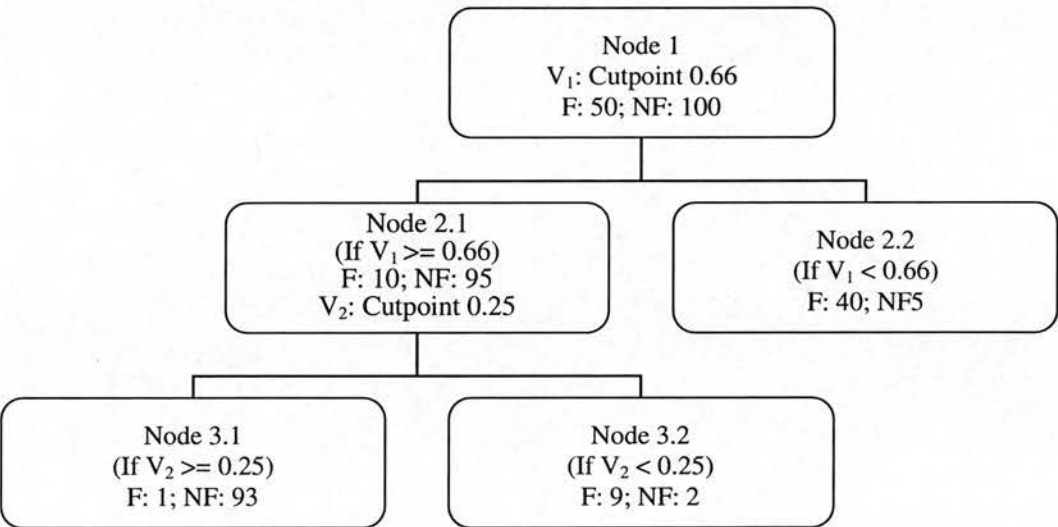 Node 1
V₁: Cutpoint 0.66
F: 50; NF: 100
Node 2.1
(If V₁ >= 0.66)
F: 10; NF: 95
V₂: Cutpoint 0.25
Node 2.2
(If V₁ < 0.66)
F: 40; NF5
Node 3.1
(If V₂ >= 0.25)
F: 1; NF: 93
Node 3.2
(If V₂ < 0.25)
F: 9; NF: 2